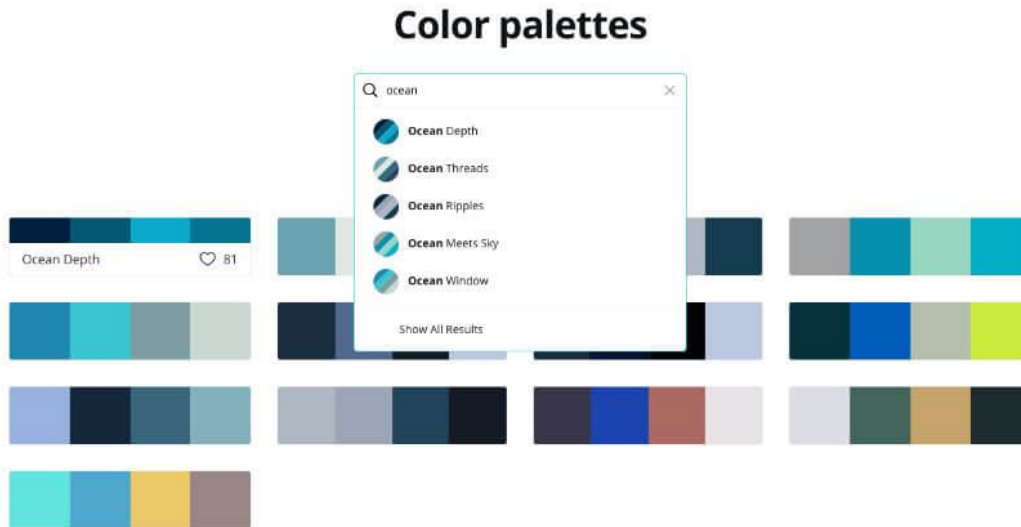 Color palettes
ocean
Ocean Depth
Ocean Threads
Ocean Ripples
Ocean Meets Sky
Ocean Window
Show All Results
Ocean Depth 81